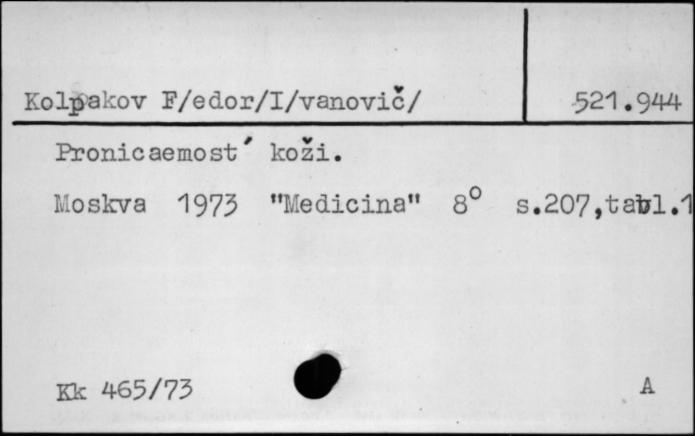 Kolpakov F/edor/I/vanovič/ 521.944
Pronicaemost´ koži.
Moskva 1973 "Medicina" 8° s.207,tabl.1
Kk 465/73 A